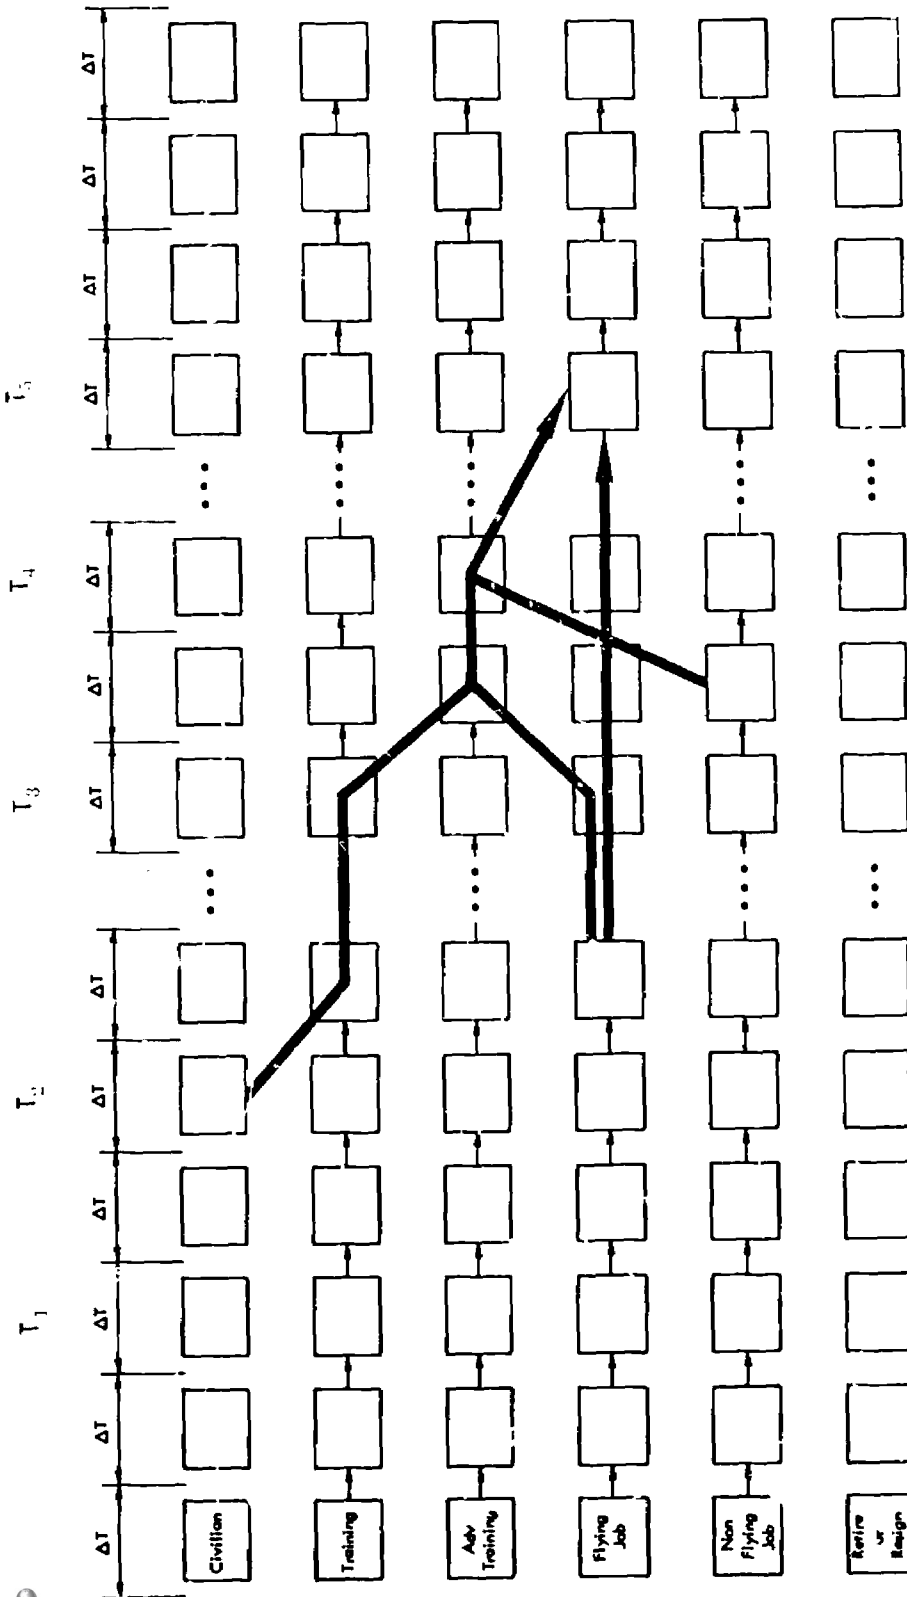 T₁
T₂
T₃
T₄
T₅
ΔT
ΔT
ΔT
ΔT
ΔT
ΔT
ΔT
ΔT
ΔT
ΔT
ΔT
ΔT
ΔT
Civilian
...
...
Training
...
Adv
Training
...
...
Flying
Job
Non
Flying
Job
...
...
Retire
or
Resign
...
...